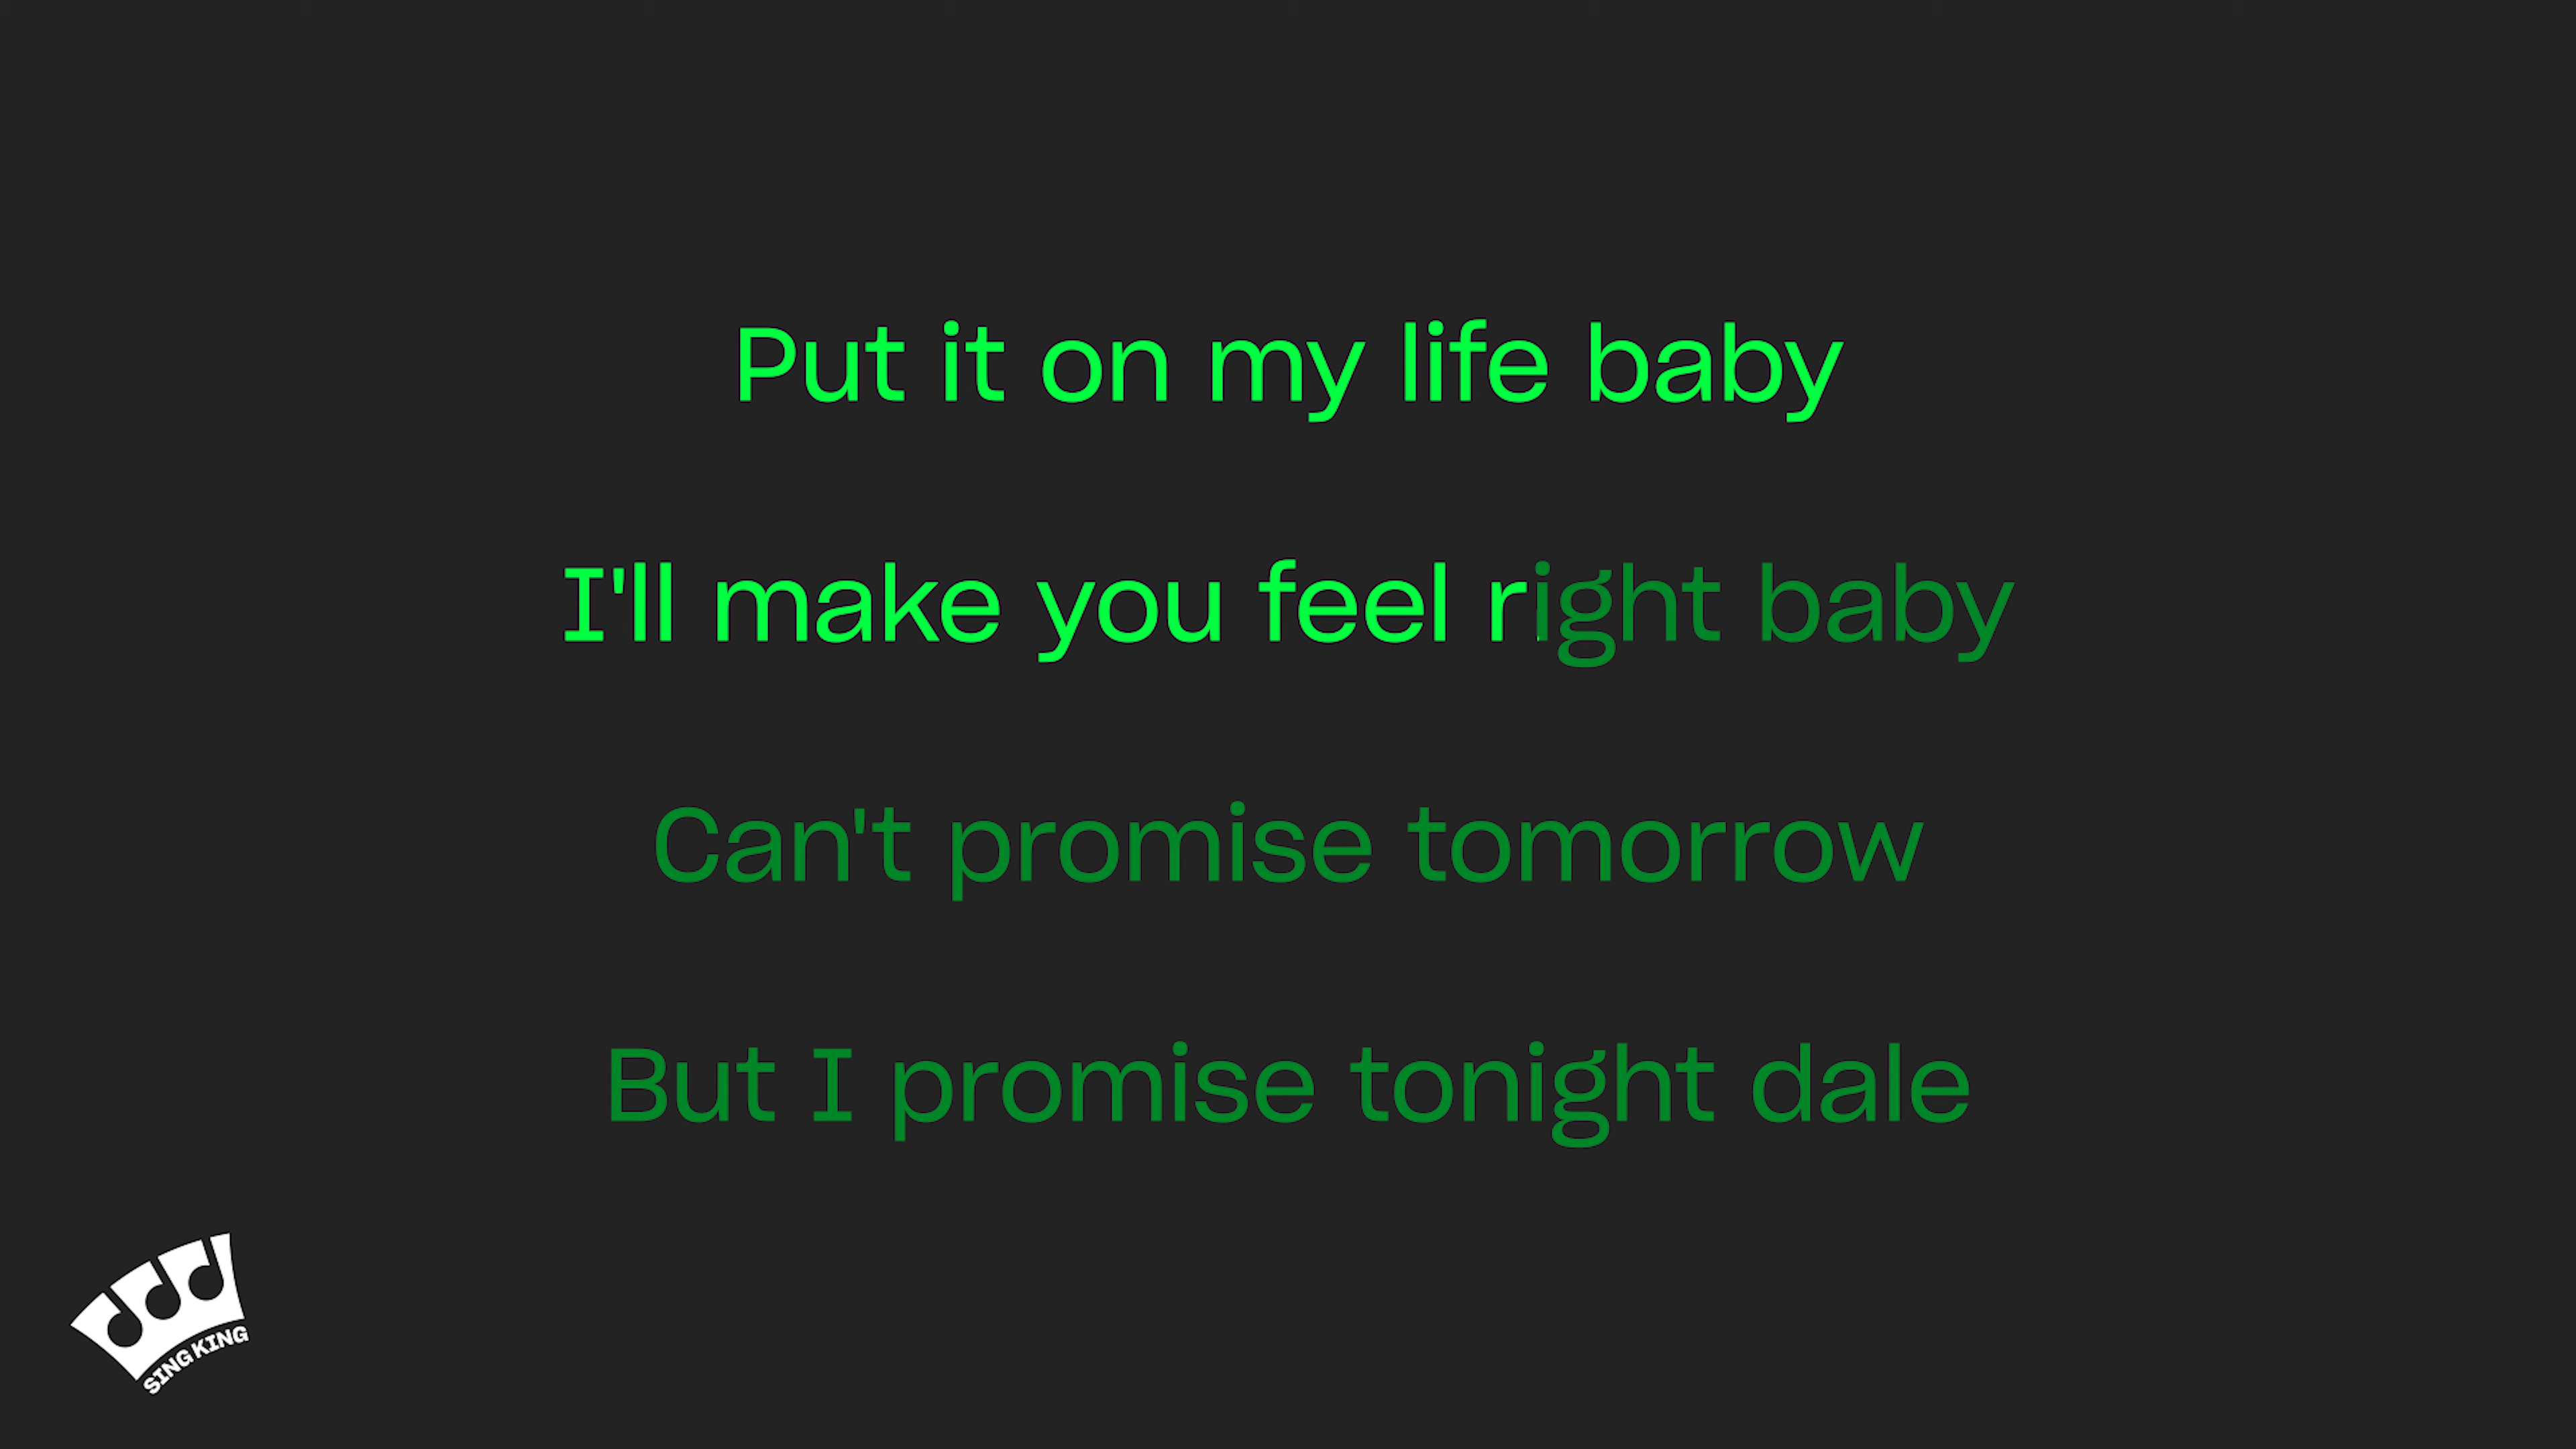 Put it on my life baby
I'll make you feel right baby
Can't promise tomorrow
But I promise tonight dale
SING KING